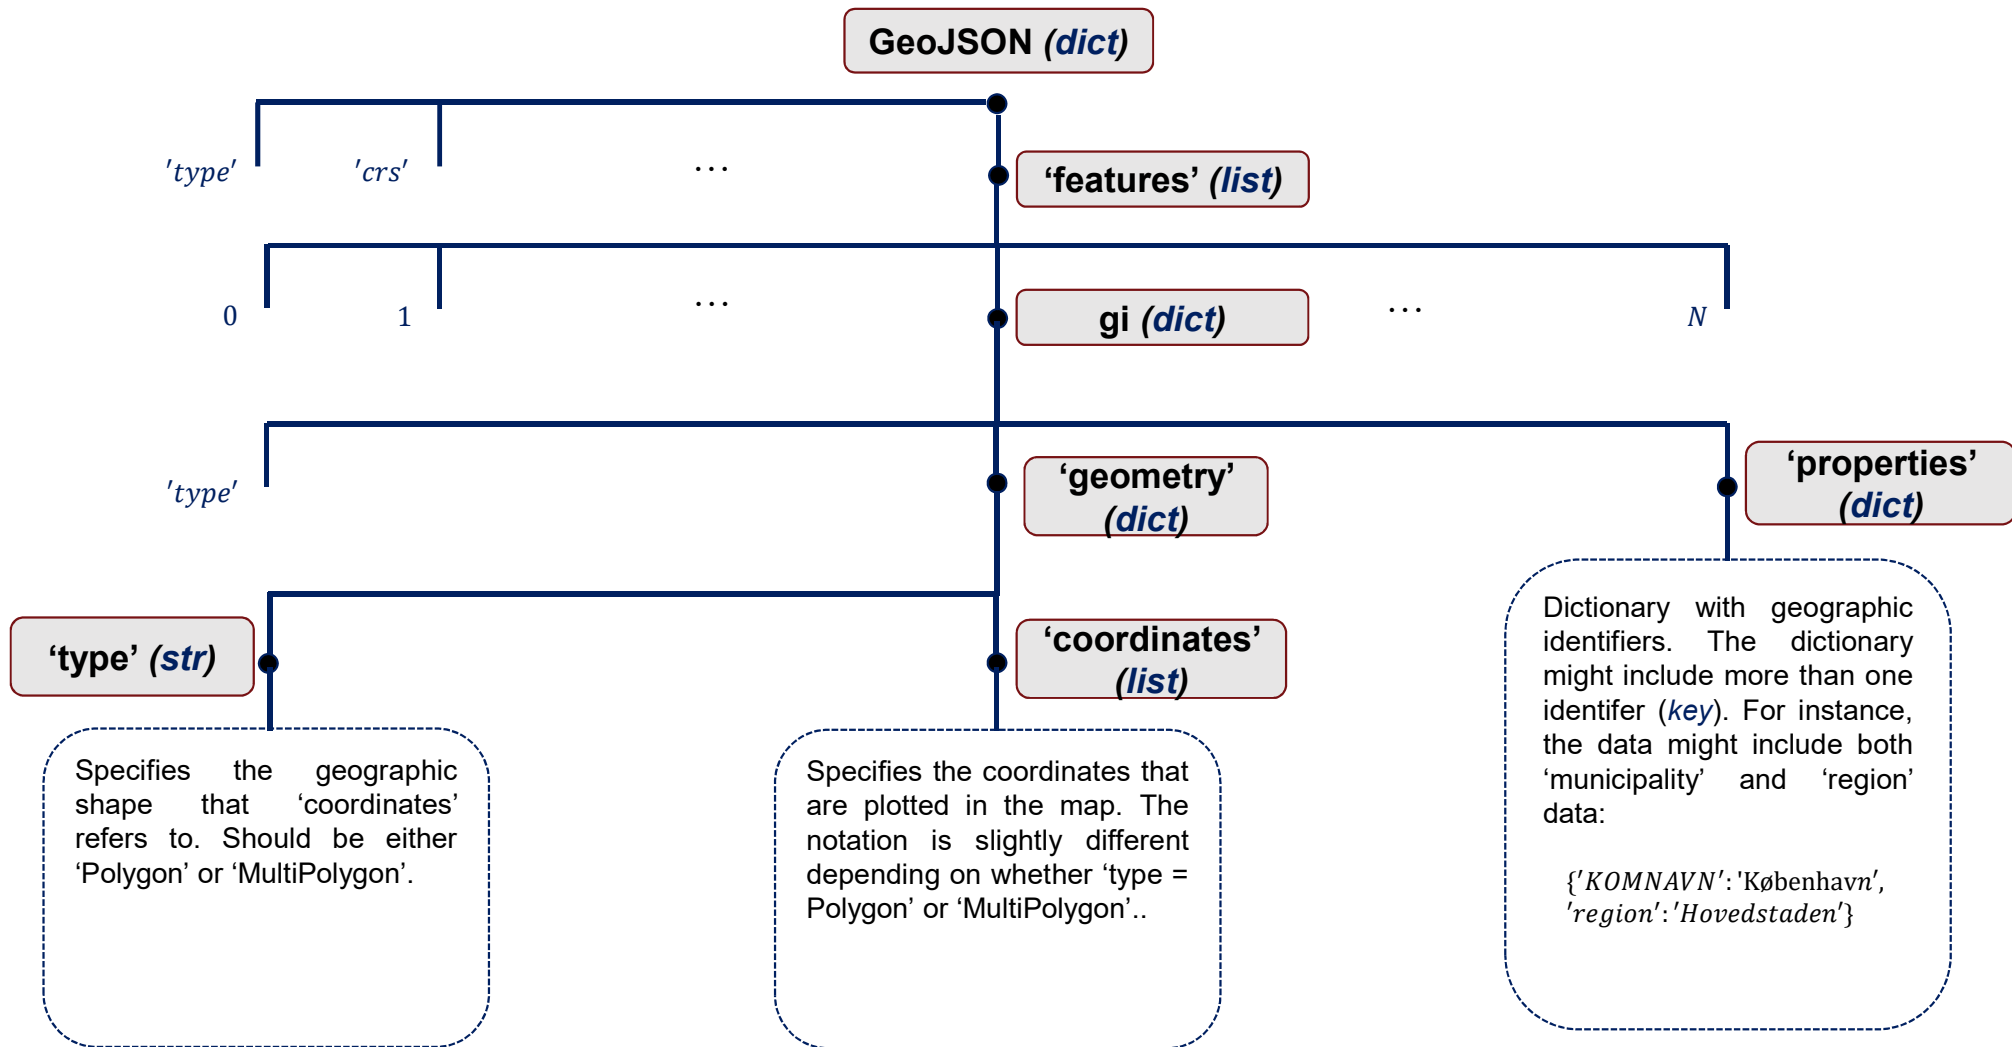 GeoJSON (dict)
'type'
'crs'
...
‘features’ (list)
0
1
...
gi (dict)
...
N
'type'
‘geometry’
(dict)
‘properties’
(dict)
‘type’ (str)
‘coordinates’
(list)
Specifies the geographic
shape that ‘coordinates’
refers to. Should be either
‘Polygon’ or ‘MultiPolygon’.
Specifies the coordinates that
are plotted in the map. The
notation is slightly different
depending on whether ‘type =
Polygon’ or ‘MultiPolygon’..
Dictionary with geographic
identifiers. The dictionary
might include more than one
identifer (key). For instance,
the data might include both
‘municipality’ and ‘region’
data:
{'KOMNAVN': 'København',
'region': 'Hovedstaden'}